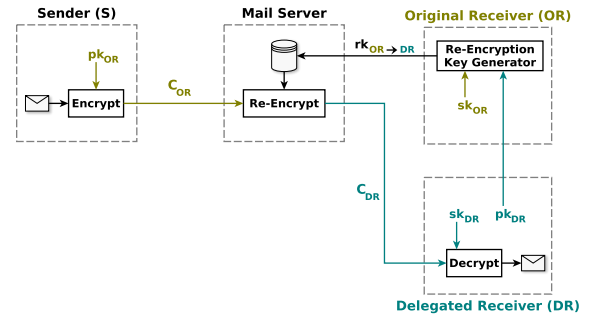 Sender (S)
Mail Server
Original Receiver (OR)
pkOR
Encrypt
COR
Re-Encrypt
rkOR→DR
Re-Encryption
Key Generator
skOR
CDR
skDR
pkDR
Decrypt
Delegated Receiver (DR)